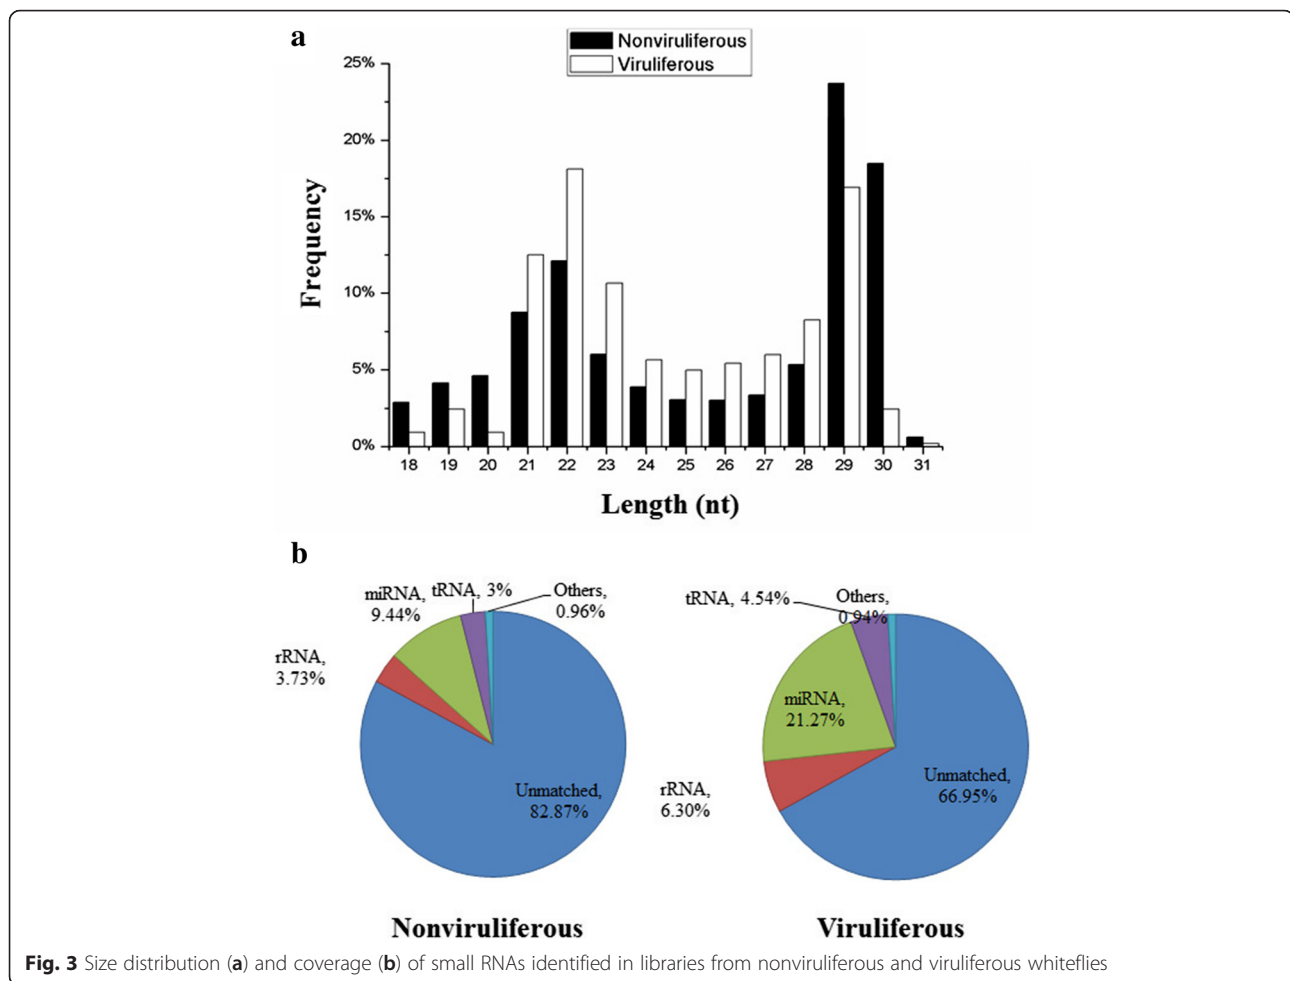 a
Nonviruliferous
Viruliferous
25%
20%
15%
10%
5%
0%
Frequency
18 19 20 21 22 23 24 25 26 27 28 29 30 31
Length (nt)
b
miRNA,
9.44%
tRNA, 3%
Others,
0.96%
rRNA,
3.73%
Unmatched,
82.87%
Nonviruliferous
tRNA, 4.54%
Others,
0.94%
miRNA,
21.27%
rRNA,
6.30%
Unmatched,
66.95%
Viruliferous
Fig. 3 Size distribution (a) and coverage (b) of small RNAs identified in libraries from nonviruliferous and viruliferous whiteflies